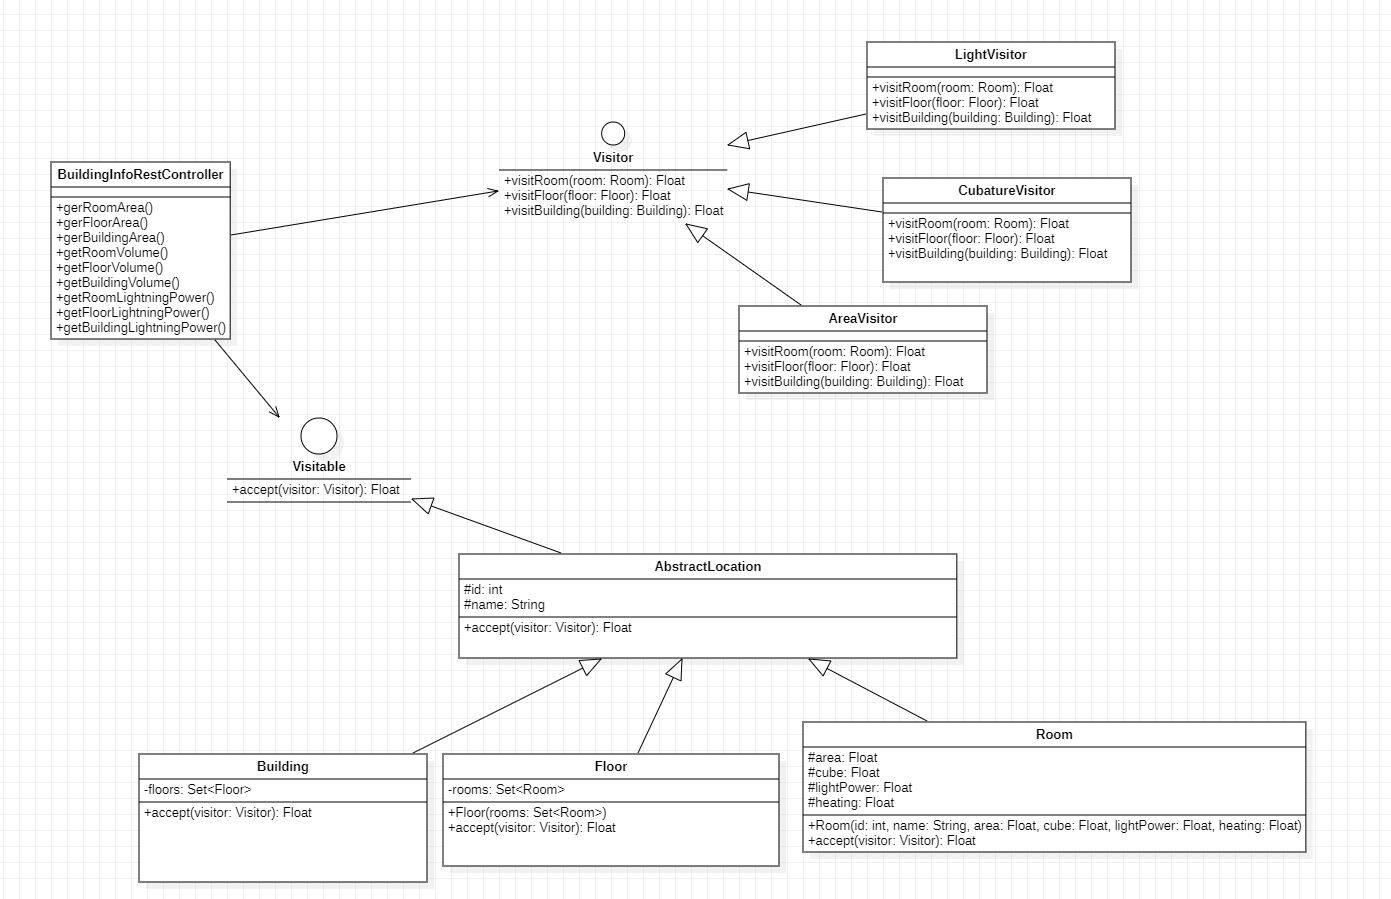 LightVisitor
+visitRoom(room: Room): Float
+visitFloor(floor: Floor): Float
+visitBuilding(building: Building): Float
Visitor
+visitRoom(room: Room): Float
+visitFloor(floor: Floor): Float
+visitBuilding(building: Building): Float
BuildingInfoRestController
+gerRoomArea()
+gerFloorArea()
+gerBuildingArea()
+getRoomVolume()
+getFloorVolume()
+getBuildingVolume()
+getRoomLightningPower()
+getFloorLightningPower()
+getBuildingLightningPower()
CubatureVisitor
+visitRoom(room: Room): Float
+visitFloor(floor: Floor): Float
+visitBuilding(building: Building): Float
AreaVisitor
+visitRoom(room: Room): Float
+visitFloor(floor: Floor): Float
+visitBuilding(building: Building): Float
Visitable
+accept(visitor: Visitor): Float
AbstractLocation
#id: int
#name: String
+accept(visitor: Visitor): Float
Building
-floors: Set<Floor>
+accept(visitor: Visitor): Float
Floor
-rooms: Set<Room>
+Floor(rooms: Set<Room>)
+accept(visitor: Visitor): Float
Room
#area: Float
#cube: Float
#lightPower: Float
#heating: Float
+Room(id: int, name: String, area: Float, cube: Float, lightPower: Float, heating: Float)
+accept(visitor: Visitor): Float